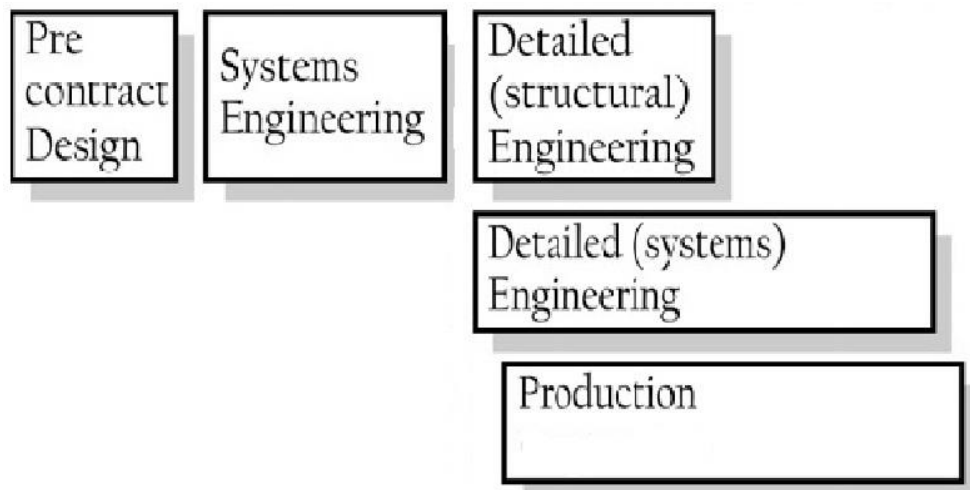 Pre
contract
Design
Systems
Engineering
Detailed
(structural)
Engineering
Detailed (systems)
Engineering
Production